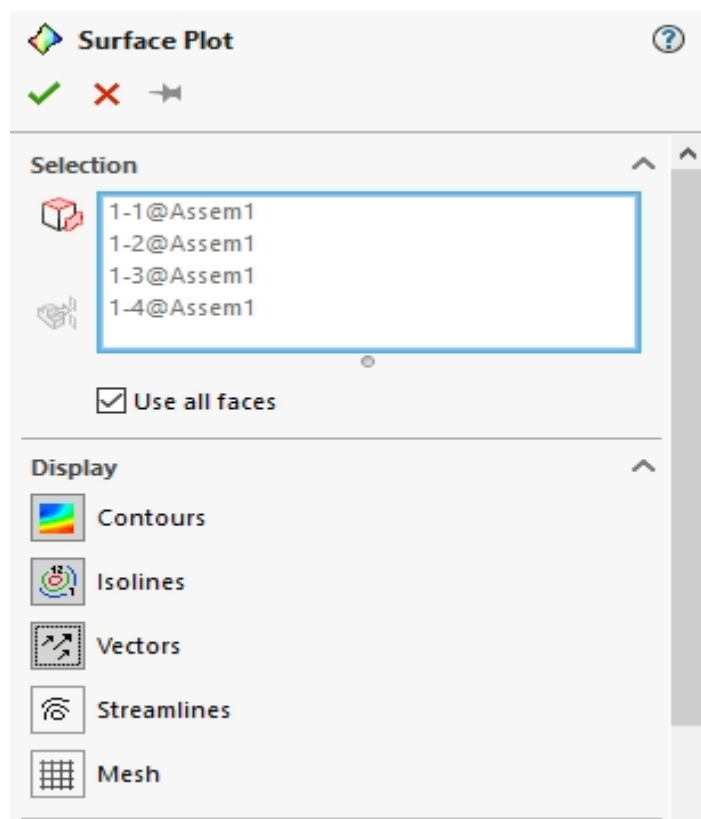 Surface Plot
Selection
1-1@Assem1
1-2@Assem1
1-3@Assem1
1-4@Assem1
Use all faces
Display
Contours
Isolines
Vectors
Streamlines
Mesh